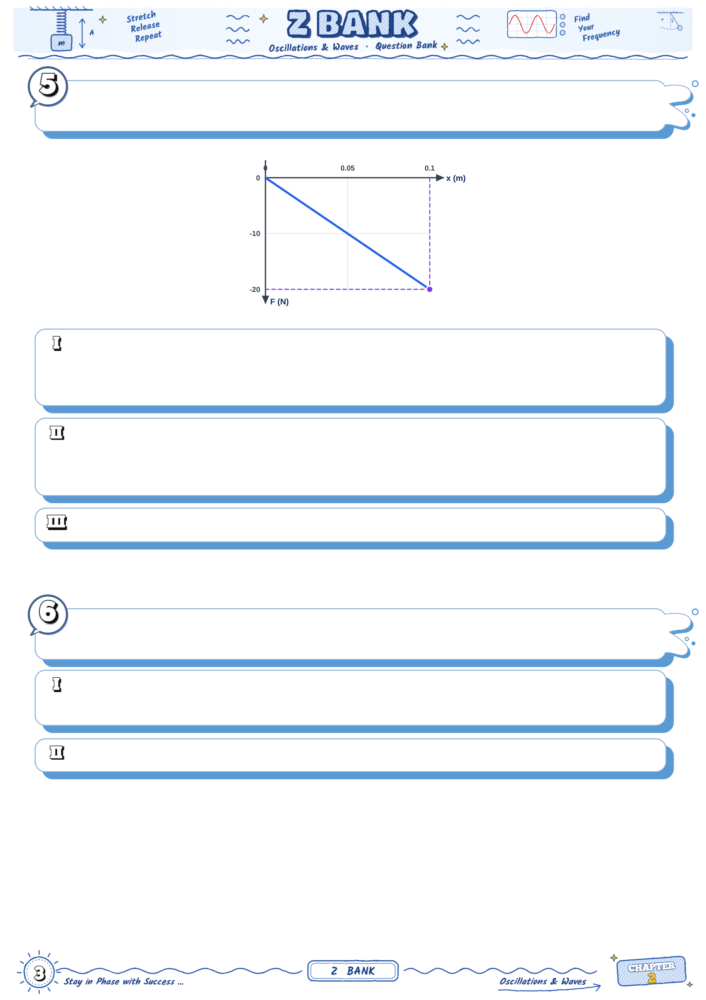 m
A
Stretch
Release
Repeat
Z BANK
Oscillations & Waves · Question Bank
Find
Your
Frequency
θ
5
0 0.05 0.1
0 x (m)
-10
-20
F (N)
I
II
III
6
I
II
3
Stay in Phase with Success ...
Z BANK
Oscillations & Waves
CHAPTER
2